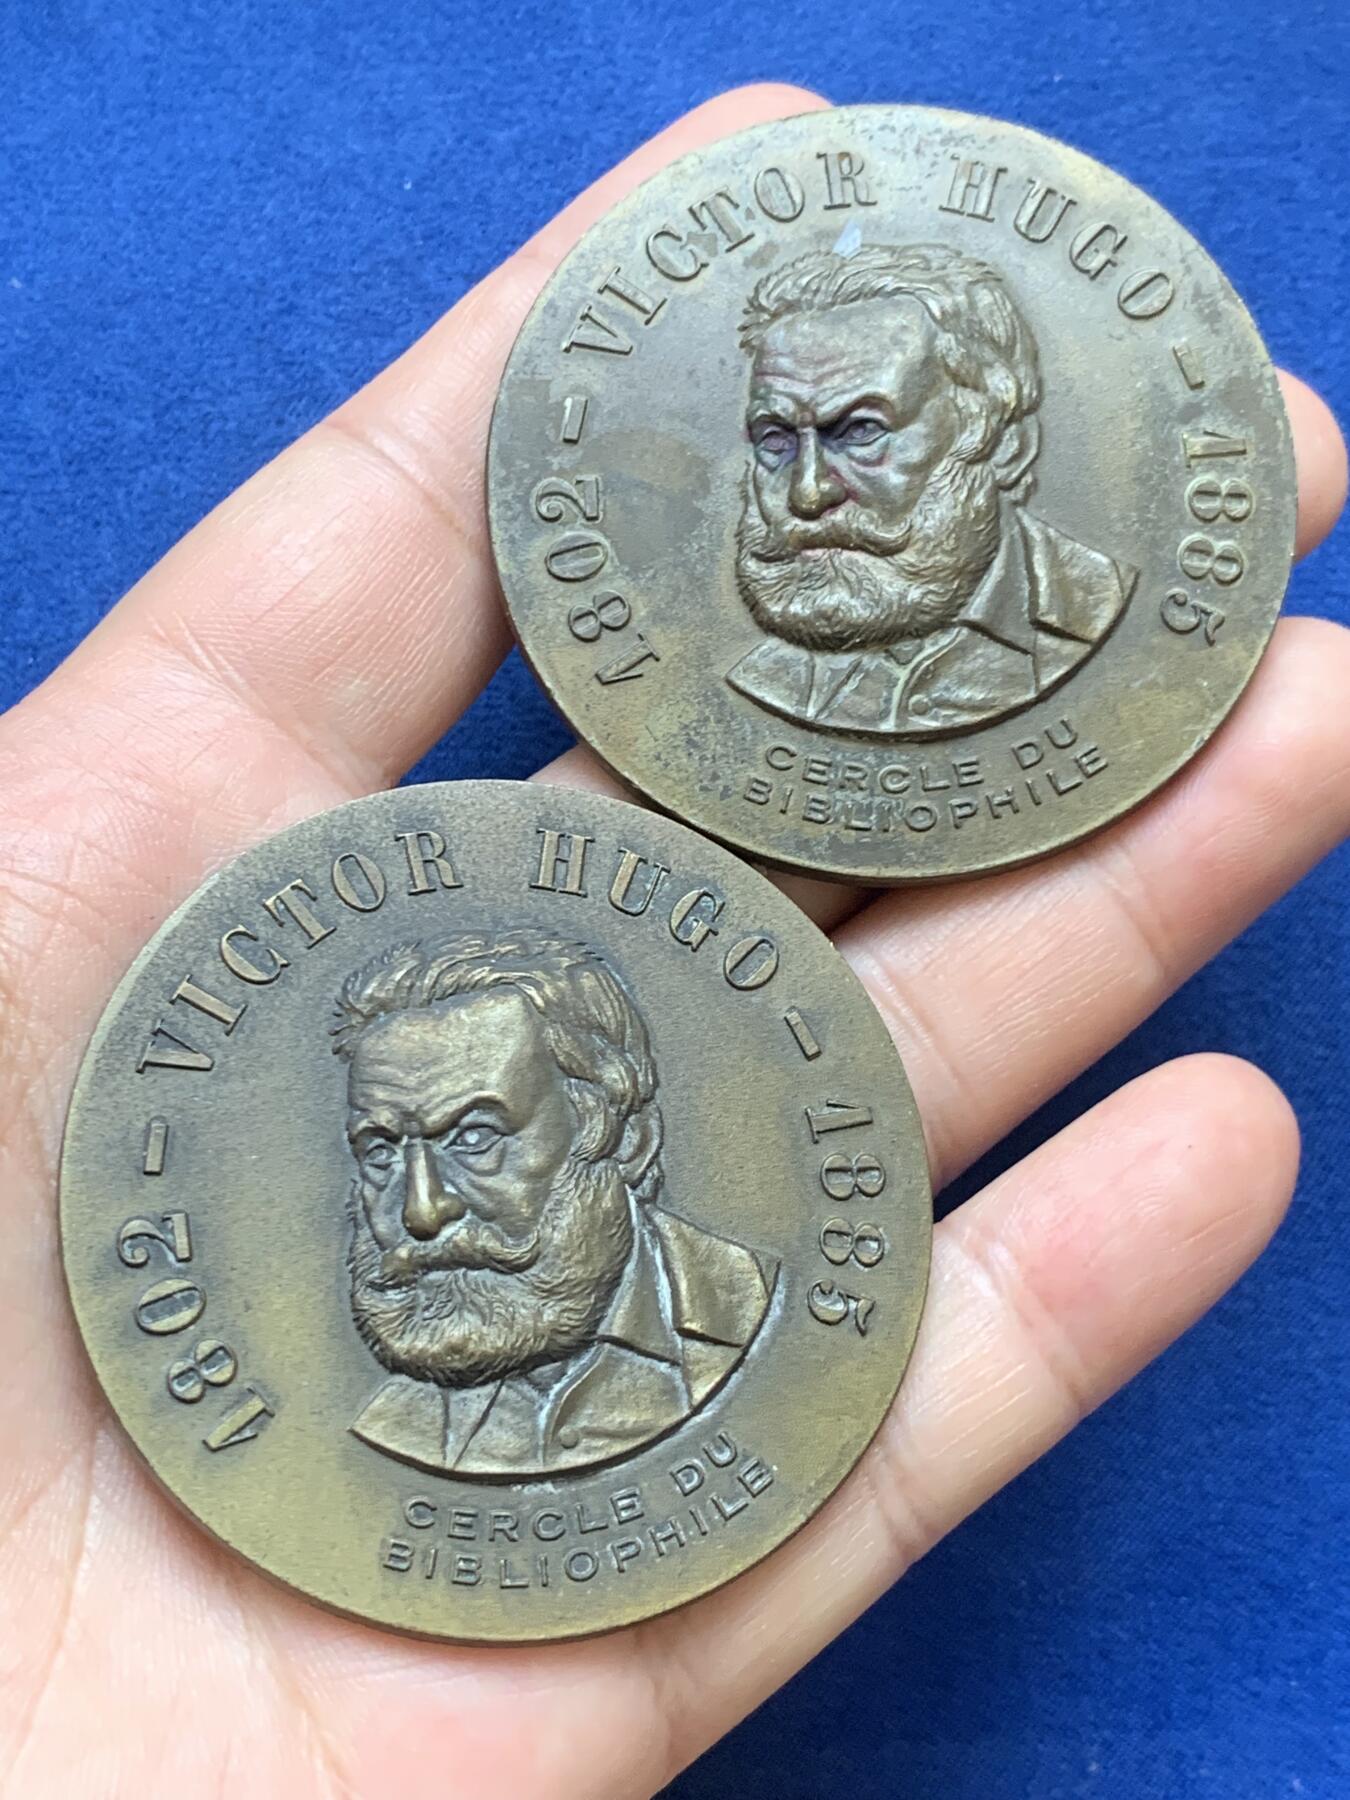 1802 - VICTOR HUGO - 1885
CERCLE DU
BIBLIOPHILE
1802 - VICTOR HUGO - 1885
CERCLE DU
BIBLIOPHILE